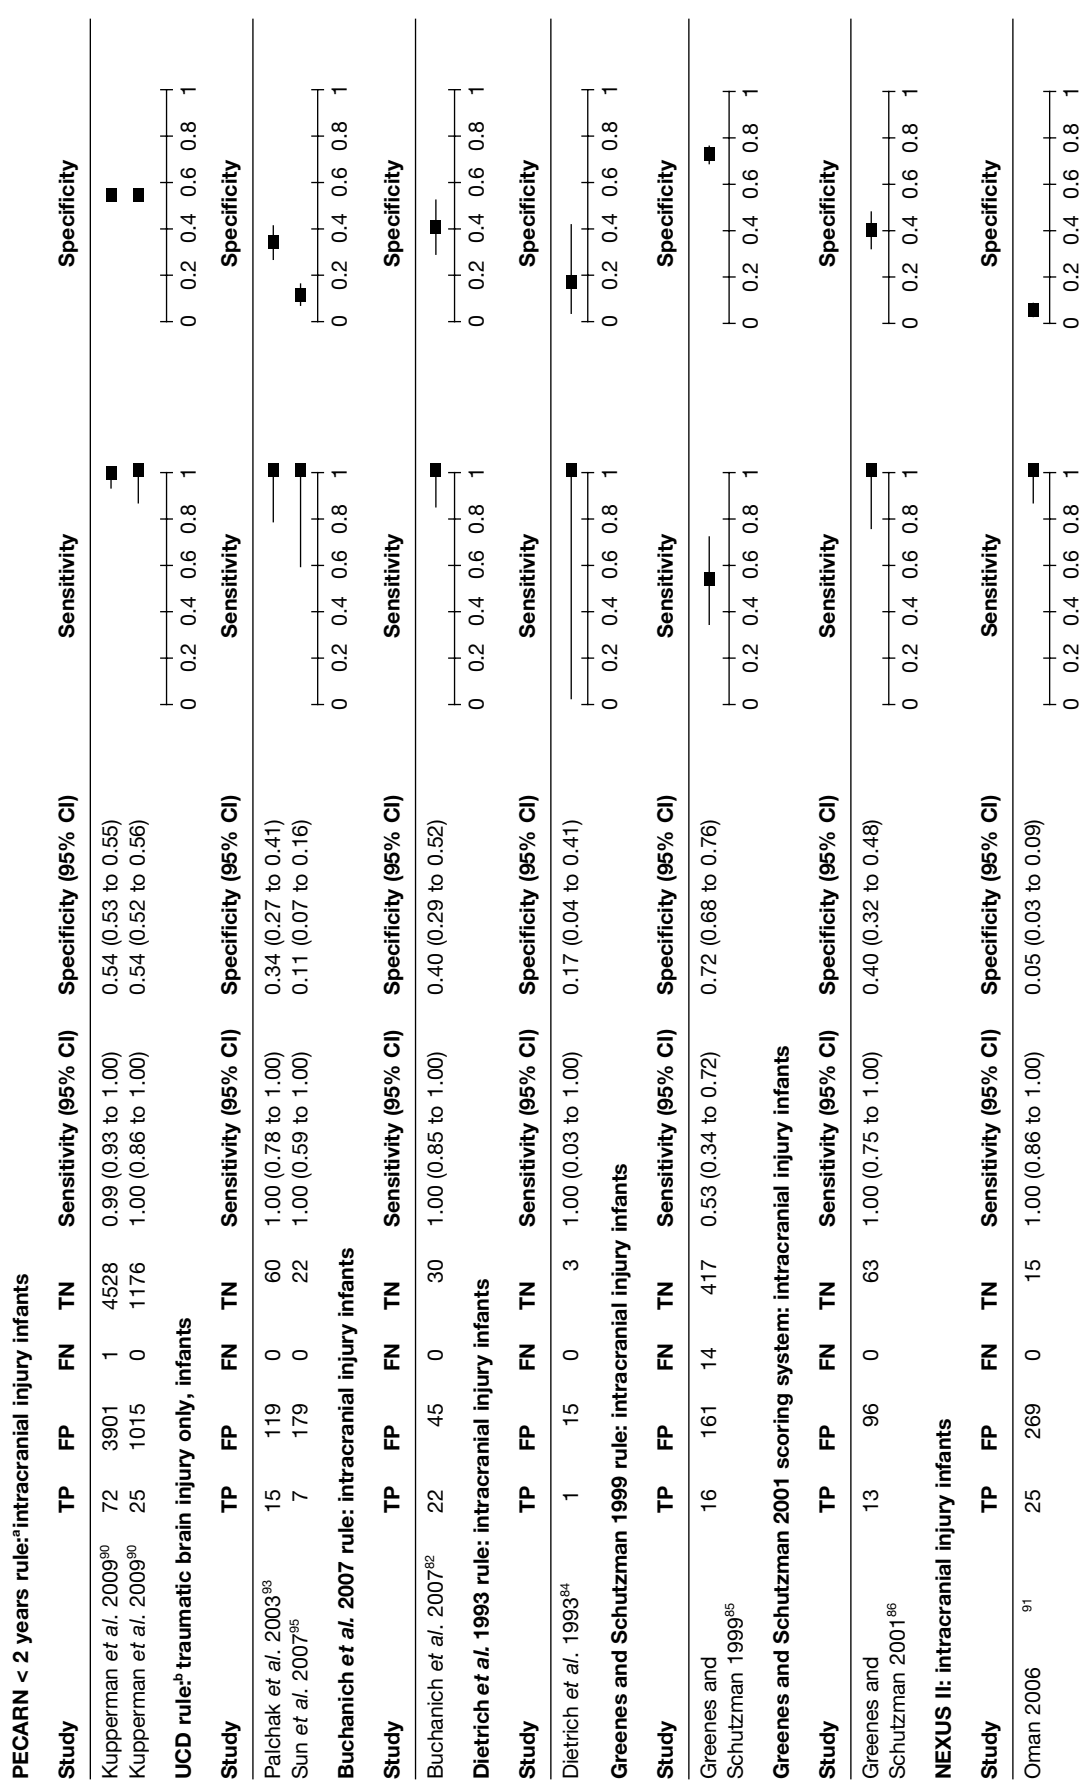 PECARN < 2 years rule:ᵃintracranial injury infants
Study TP FP FN TN Sensitivity (95% CI) Specificity (95% CI) Sensitivity Specificity
Kupperman et al. 2009⁹⁰ 72 3901 1 4528 0.99 (0.93 to 1.00) 0.54 (0.53 to 0.55)
Kupperman et al. 2009⁹⁰ 25 1015 0 1176 1.00 (0.86 to 1.00) 0.54 (0.52 to 0.56)
0 0.2 0.4 0.6 0.8 1 0 0.2 0.4 0.6 0.8 1
UCD rule:ᵇ traumatic brain injury only, infants
Study TP FP FN TN Sensitivity (95% CI) Specificity (95% CI) Sensitivity Specificity
Palchak et al. 2003⁹³ 15 119 0 60 1.00 (0.78 to 1.00) 0.34 (0.27 to 0.41)
Sun et al. 2007⁹⁵ 7 179 0 22 1.00 (0.59 to 1.00) 0.11 (0.07 to 0.16)
0 0.2 0.4 0.6 0.8 1 0 0.2 0.4 0.6 0.8 1
Buchanich et al. 2007 rule: intracranial injury infants
Study TP FP FN TN Sensitivity (95% CI) Specificity (95% CI) Sensitivity Specificity
Buchanich et al. 2007⁸² 22 45 0 30 1.00 (0.85 to 1.00) 0.40 (0.29 to 0.52)
0 0.2 0.4 0.6 0.8 1 0 0.2 0.4 0.6 0.8 1
Dietrich et al. 1993 rule: intracranial injury infants
Study TP FP FN TN Sensitivity (95% CI) Specificity (95% CI) Sensitivity Specificity
Dietrich et al. 1993⁸⁴ 1 15 0 3 1.00 (0.03 to 1.00) 0.17 (0.04 to 0.41)
0 0.2 0.4 0.6 0.8 1 0 0.2 0.4 0.6 0.8 1
Greenes and Schutzman 1999 rule: intracranial injury infants
Study TP FP FN TN Sensitivity (95% CI) Specificity (95% CI) Sensitivity Specificity
Greenes and 16 161 14 417 0.53 (0.34 to 0.72) 0.72 (0.68 to 0.76)
Schutzman 1999⁸⁵
0 0.2 0.4 0.6 0.8 1 0 0.2 0.4 0.6 0.8 1
Greenes and Schutzman 2001 scoring system: intracranial injury infants
Study TP FP FN TN Sensitivity (95% CI) Specificity (95% CI) Sensitivity Specificity
Greenes and 13 96 0 63 1.00 (0.75 to 1.00) 0.40 (0.32 to 0.48)
Schutzman 2001⁸⁶
0 0.2 0.4 0.6 0.8 1 0 0.2 0.4 0.6 0.8 1
NEXUS II: intracranial injury infants
Study TP FP FN TN Sensitivity (95% CI) Specificity (95% CI) Sensitivity Specificity
Oman 2006 ⁹¹ 25 269 0 15 1.00 (0.86 to 1.00) 0.05 (0.03 to 0.09)
0 0.2 0.4 0.6 0.8 1 0 0.2 0.4 0.6 0.8 1